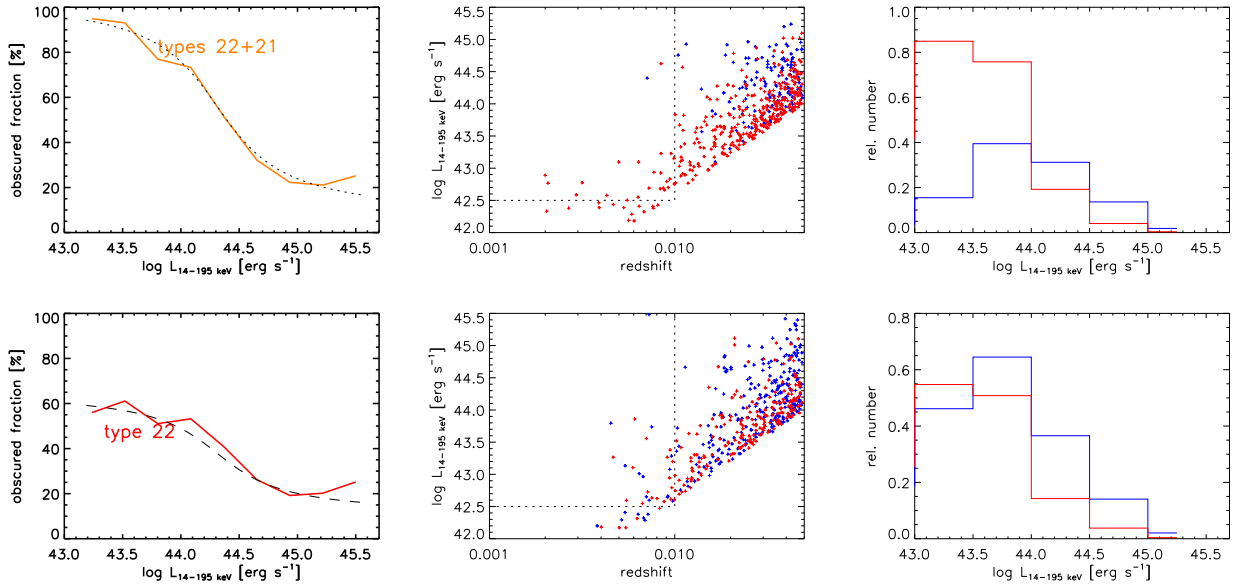 100
80
60
40
20
0
obscured fraction [%]
types 22+21
43.0 43.5 44.0 44.5 45.0 45.5
log L14−195 keV [erg s−1]
45.5
45.0
44.5
44.0
43.5
43.0
42.5
42.0
log L14−195 keV [erg s−1]
0.001 0.010
redshift
1.0
0.8
0.6
0.4
0.2
0.0
rel. number
43.0 43.5 44.0 44.5 45.0 45.5
log L14−195 keV [erg s−1]
100
80
60
40
20
0
obscured fraction [%]
type 22
43.0 43.5 44.0 44.5 45.0 45.5
log L14−195 keV [erg s−1]
45.5
45.0
44.5
44.0
43.5
43.0
42.5
42.0
log L14−195 keV [erg s−1]
0.001 0.010
redshift
0.8
0.6
0.4
0.2
0.0
rel. number
43.0 43.5 44.0 44.5 45.0 45.5
log L14−195 keV [erg s−1]